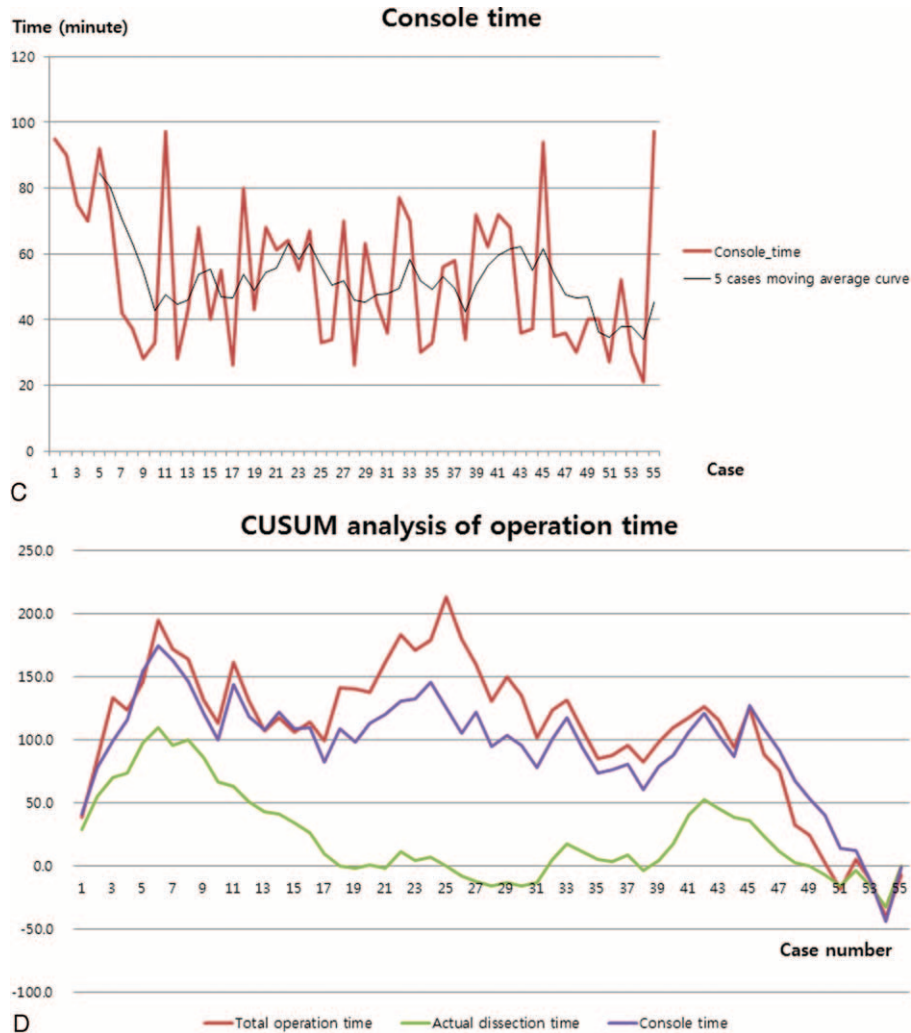 Console time
Time (minute)
120
100
80
60
40
20
0
1 3 5 7 9 11 13 15 17 19 21 23 25 27 29 31 33 35 37 39 41 43 45 47 49 51 53 55
Case
Console_time
5 cases moving average curve
C
CUSUM analysis of operation time
250.0
200.0
150.0
100.0
50.0
0.0
-50.0
-100.0
1 3 5 7 9 11 13 15 17 19 21 23 25 27 29 31 33 35 37 39 41 43 45 47 49 51 53 55
Case number
D
Total operation time Actual dissection time Console time